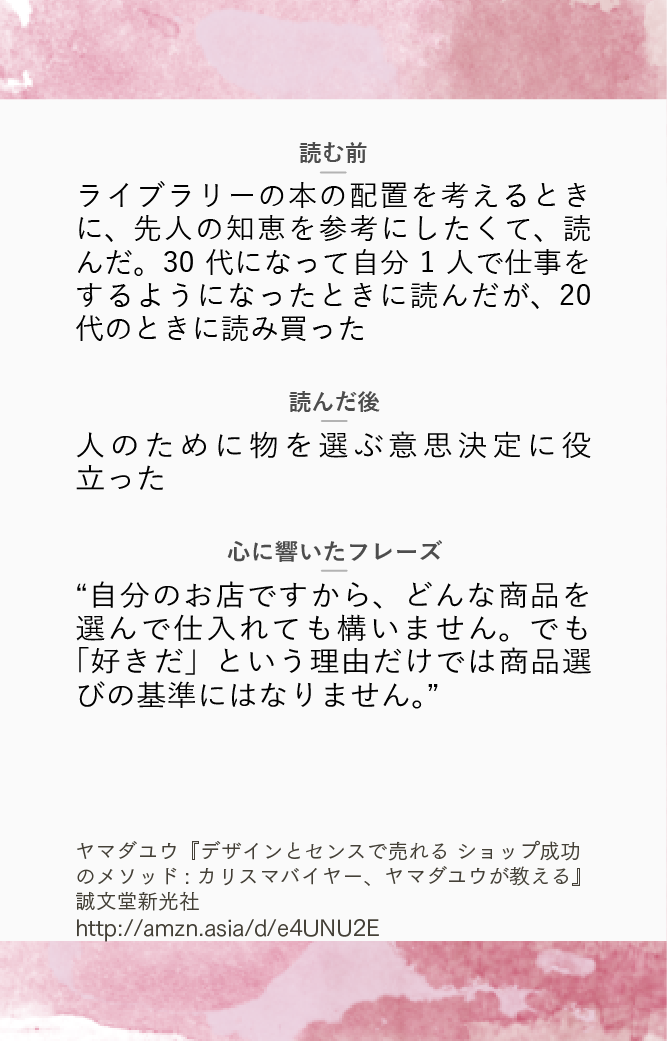 読む前
ライブラリーの本の配置を考えるとき
に、先人の知恵を参考にしたくて、読
んだ。30 代になって自分 1 人で仕事を
するようになったときに読んだが、20
代のときに読み買った
読んだ後
人のために物を選ぶ意思決定に役
立った
心に響いたフレーズ
“自分のお店ですから、どんな商品を
選んで仕入れても構いません。でも
「好きだ」という理由だけでは商品選
びの基準にはなりません。”
ヤマダユウ『デザインとセンスで売れる ショップ成功
のメソッド : カリスマバイヤー、ヤマダユウが教える』
誠文堂新光社
http://amzn.asia/d/e4UNU2E